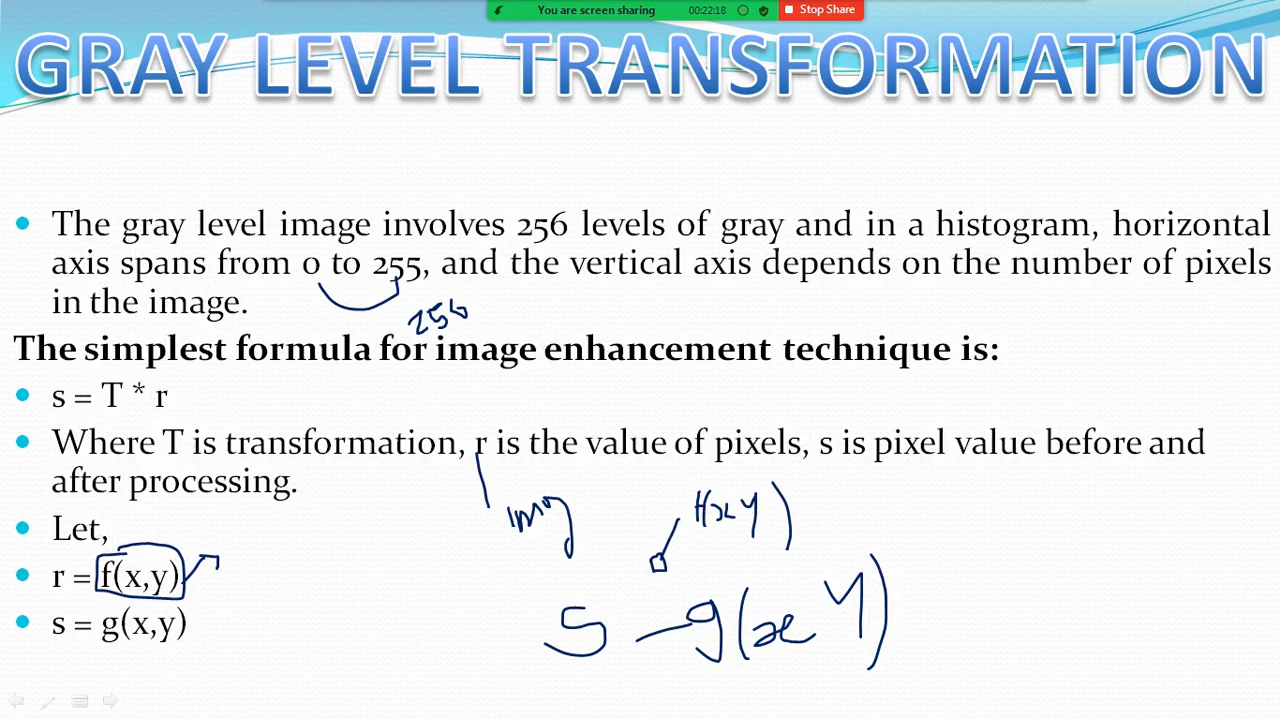 You are screen sharing 00:22:18 Stop Share
GRAY LEVEL TRANSFORMATION
• The gray level image involves 256 levels of gray and in a histogram, horizontal
axis spans from 0 to 255, and the vertical axis depends on the number of pixels
in the image.
256
The simplest formula for image enhancement technique is:
• s = T * r
• Where T is transformation, r is the value of pixels, s is pixel value before and
after processing.
img
f(x y)
• Let,
• r = f(x,y)
• s = g(x,y)
S – g(x y)